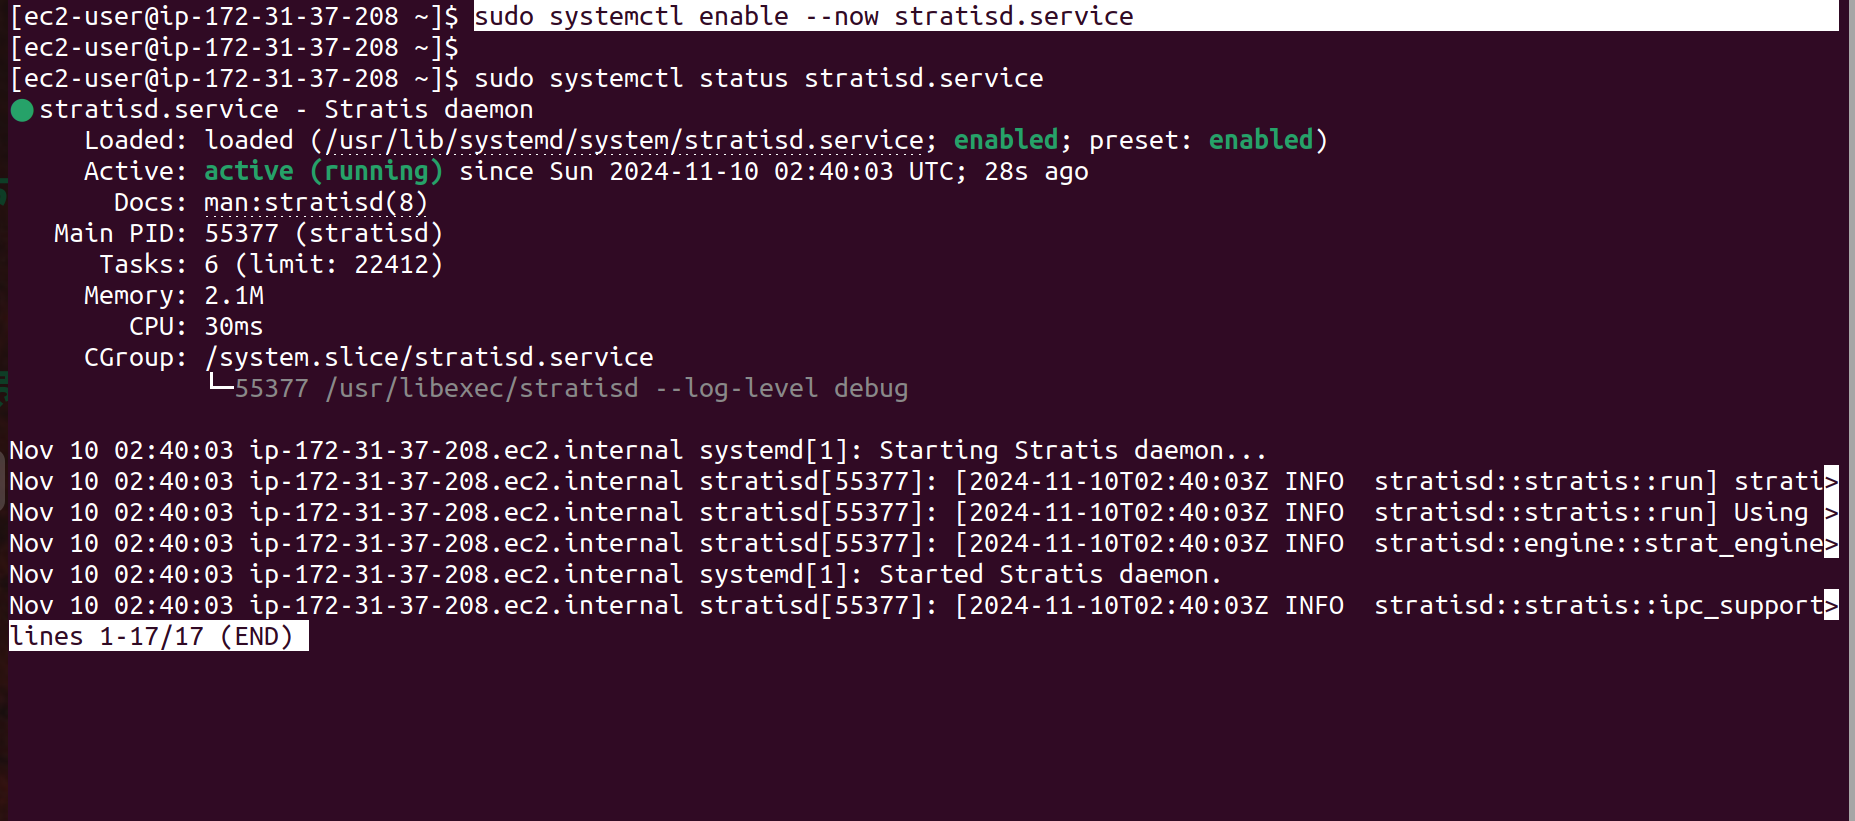 [ec2-user@ip-172-31-37-208 ~]$ sudo systemctl enable --now stratisd.service
[ec2-user@ip-172-31-37-208 ~]$
[ec2-user@ip-172-31-37-208 ~]$ sudo systemctl status stratisd.service
● stratisd.service - Stratis daemon
     Loaded: loaded (/usr/lib/systemd/system/stratisd.service; enabled; preset: enabled)
     Active: active (running) since Sun 2024-11-10 02:40:03 UTC; 28s ago
       Docs: man:stratisd(8)
   Main PID: 55377 (stratisd)
      Tasks: 6 (limit: 22412)
     Memory: 2.1M
        CPU: 30ms
     CGroup: /system.slice/stratisd.service
             └─55377 /usr/libexec/stratisd --log-level debug

Nov 10 02:40:03 ip-172-31-37-208.ec2.internal systemd[1]: Starting Stratis daemon...
Nov 10 02:40:03 ip-172-31-37-208.ec2.internal stratisd[55377]: [2024-11-10T02:40:03Z INFO  stratisd::stratis::run] strati>
Nov 10 02:40:03 ip-172-31-37-208.ec2.internal stratisd[55377]: [2024-11-10T02:40:03Z INFO  stratisd::stratis::run] Using >
Nov 10 02:40:03 ip-172-31-37-208.ec2.internal stratisd[55377]: [2024-11-10T02:40:03Z INFO  stratisd::engine::strat_engine>
Nov 10 02:40:03 ip-172-31-37-208.ec2.internal systemd[1]: Started Stratis daemon.
Nov 10 02:40:03 ip-172-31-37-208.ec2.internal stratisd[55377]: [2024-11-10T02:40:03Z INFO  stratisd::stratis::ipc_support>
lines 1-17/17 (END)